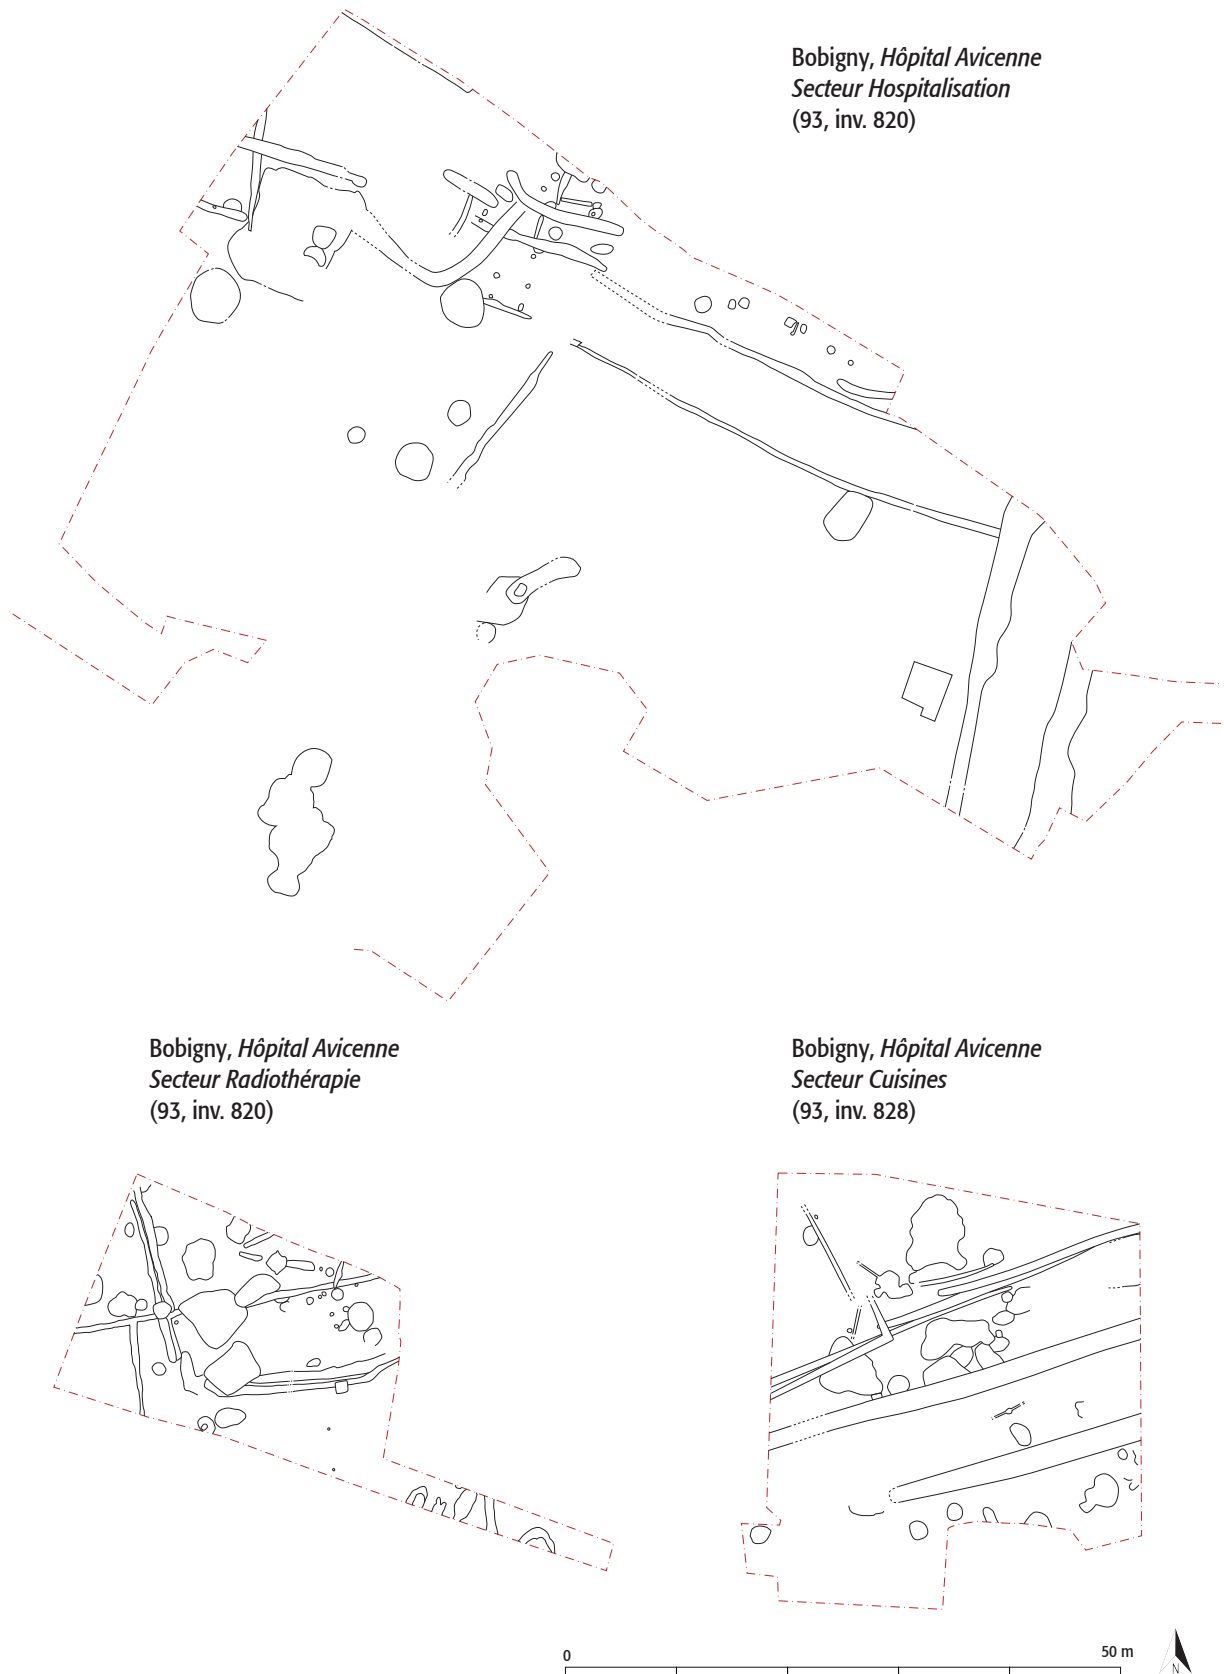 Bobigny, Hôpital Avicenne
Secteur Hospitalisation
(93, inv. 820)
Bobigny, Hôpital Avicenne
Secteur Radiothérapie
(93, inv. 820)
Bobigny, Hôpital Avicenne
Secteur Cuisines
(93, inv. 828)
0
50 m
N